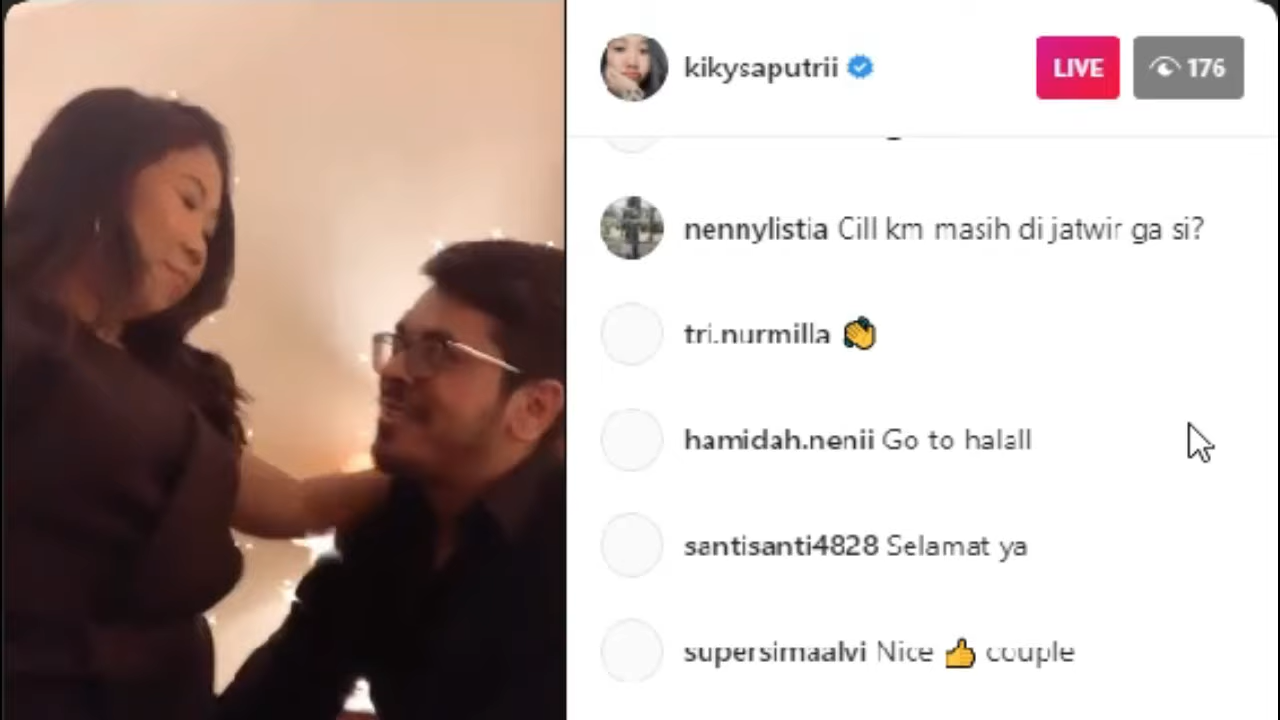 kikysaputrii
LIVE
176
nennylistia Cill km masih di jatwir ga si?
tri.nurmilla 👏
hamidah.nenii Go to halall
santisanti4828 Selamat ya
supersimaalvi Nice 👍 couple